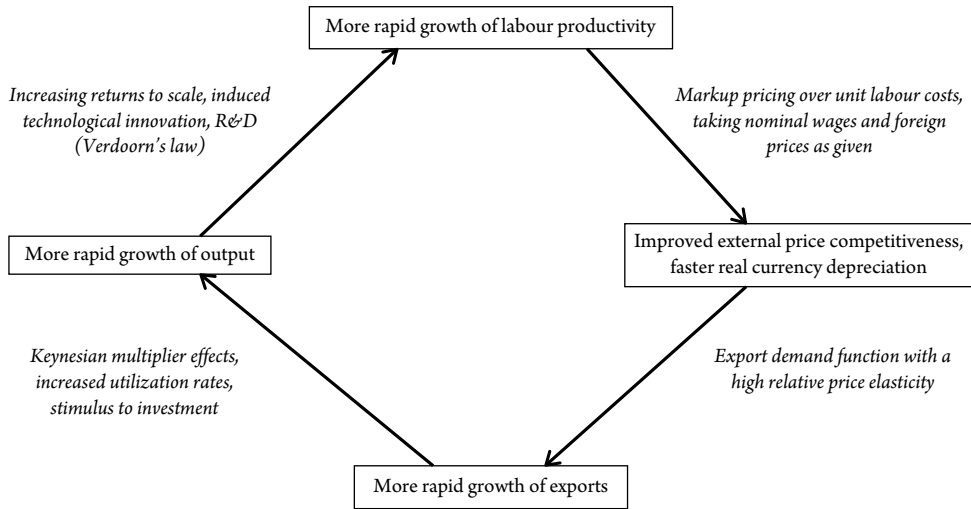 More rapid growth of labour productivity
Increasing returns to scale, induced
technological innovation, R&D
(Verdoorn's law)
Markup pricing over unit labour costs,
taking nominal wages and foreign
prices as given
More rapid growth of output
Improved external price competitiveness,
faster real currency depreciation
Keynesian multiplier effects,
increased utilization rates,
stimulus to investment
Export demand function with a
high relative price elasticity
More rapid growth of exports